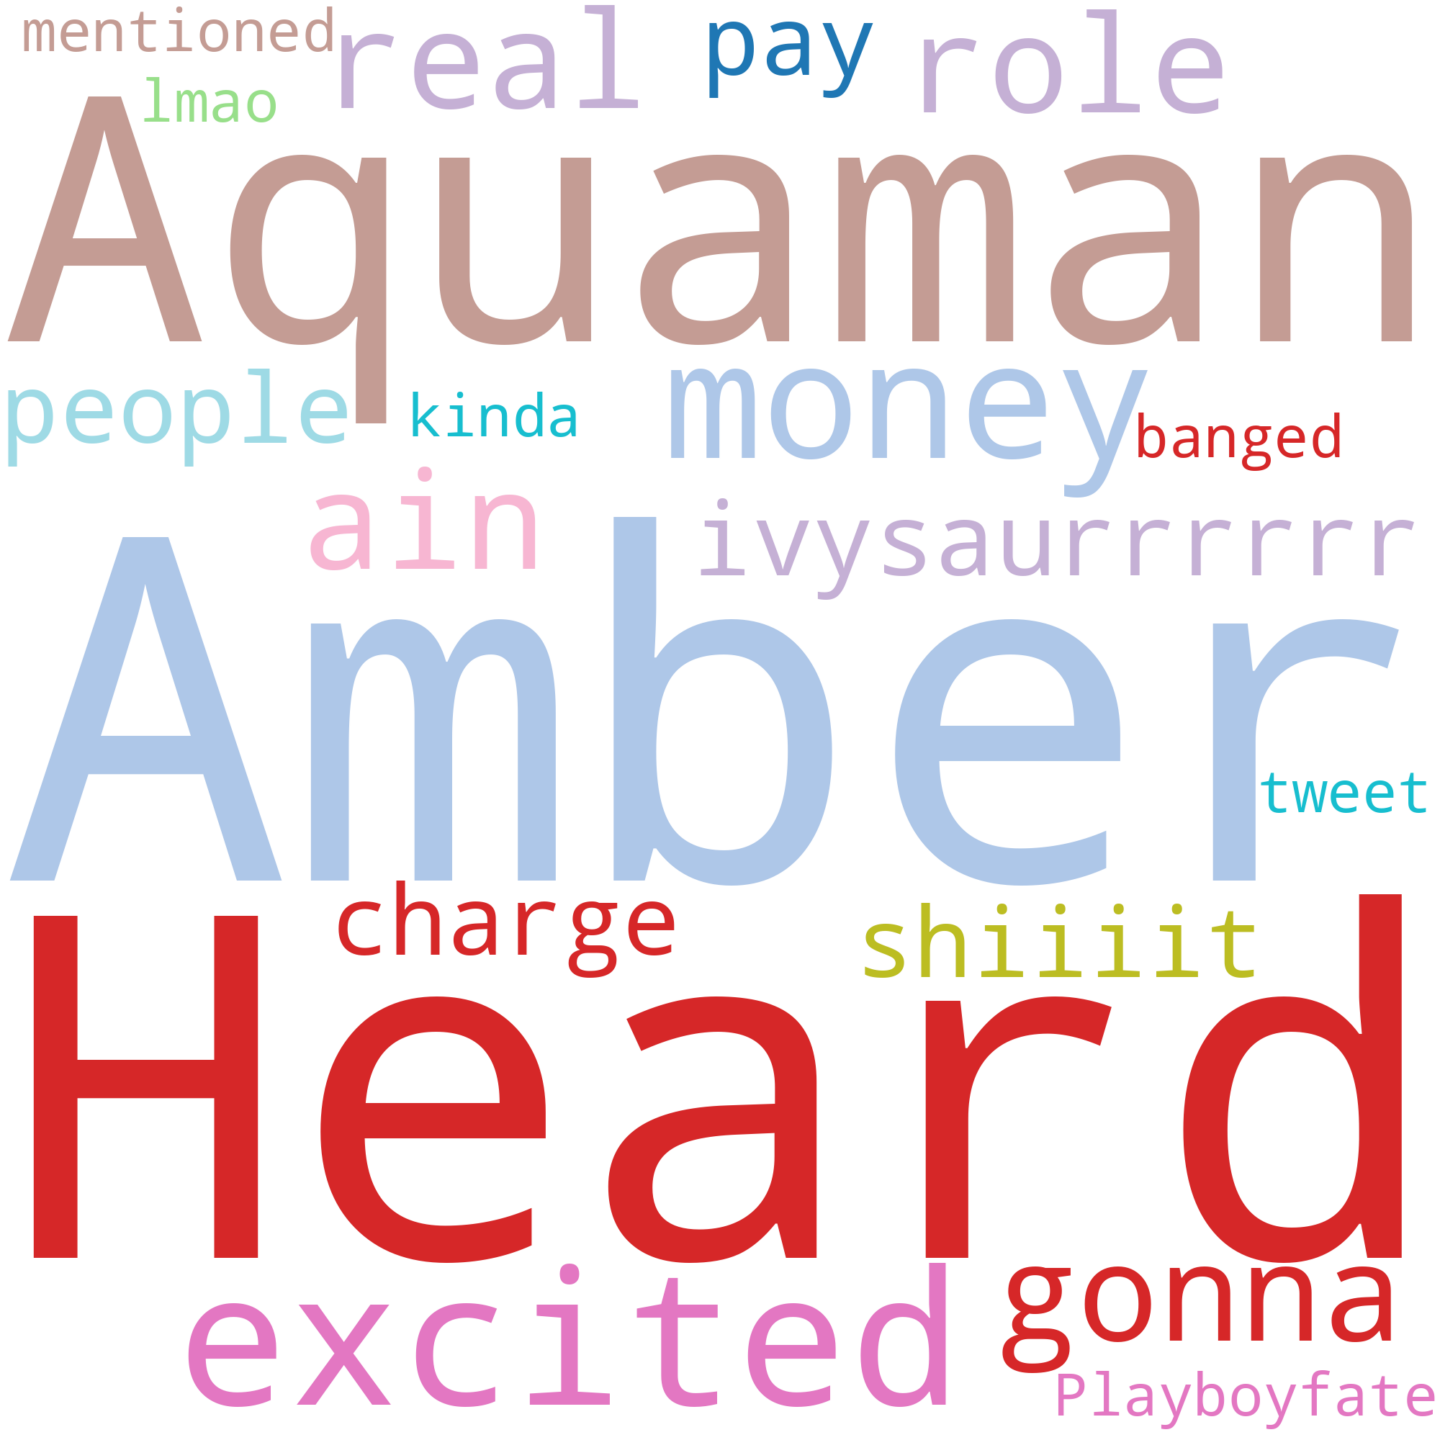 mentioned real pay role
lmao
Aquaman
people kinda money banged
ain ivysaurrrrrr
Amber
tweet
charge shiiiit
Heard
excited gonna
Playboyfate